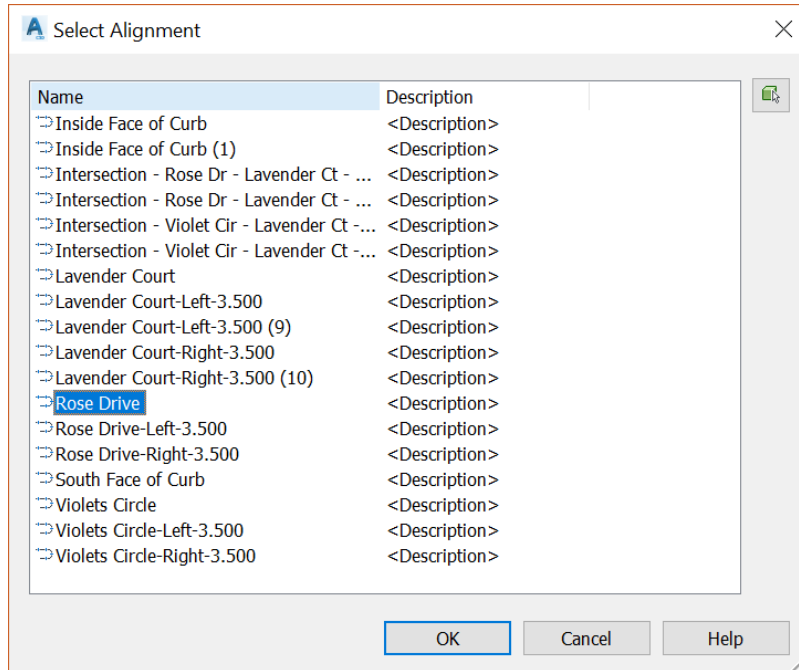 Select Alignment
Name Description
Inside Face of Curb <Description>
Inside Face of Curb (1) <Description>
Intersection - Rose Dr - Lavender Ct - ... <Description>
Intersection - Rose Dr - Lavender Ct - ... <Description>
Intersection - Violet Cir - Lavender Ct -... <Description>
Intersection - Violet Cir - Lavender Ct -... <Description>
Lavender Court <Description>
Lavender Court-Left-3.500 <Description>
Lavender Court-Left-3.500 (9) <Description>
Lavender Court-Right-3.500 <Description>
Lavender Court-Right-3.500 (10) <Description>
Rose Drive <Description>
Rose Drive-Left-3.500 <Description>
Rose Drive-Right-3.500 <Description>
South Face of Curb <Description>
Violets Circle <Description>
Violets Circle-Left-3.500 <Description>
Violets Circle-Right-3.500 <Description>
OK Cancel Help